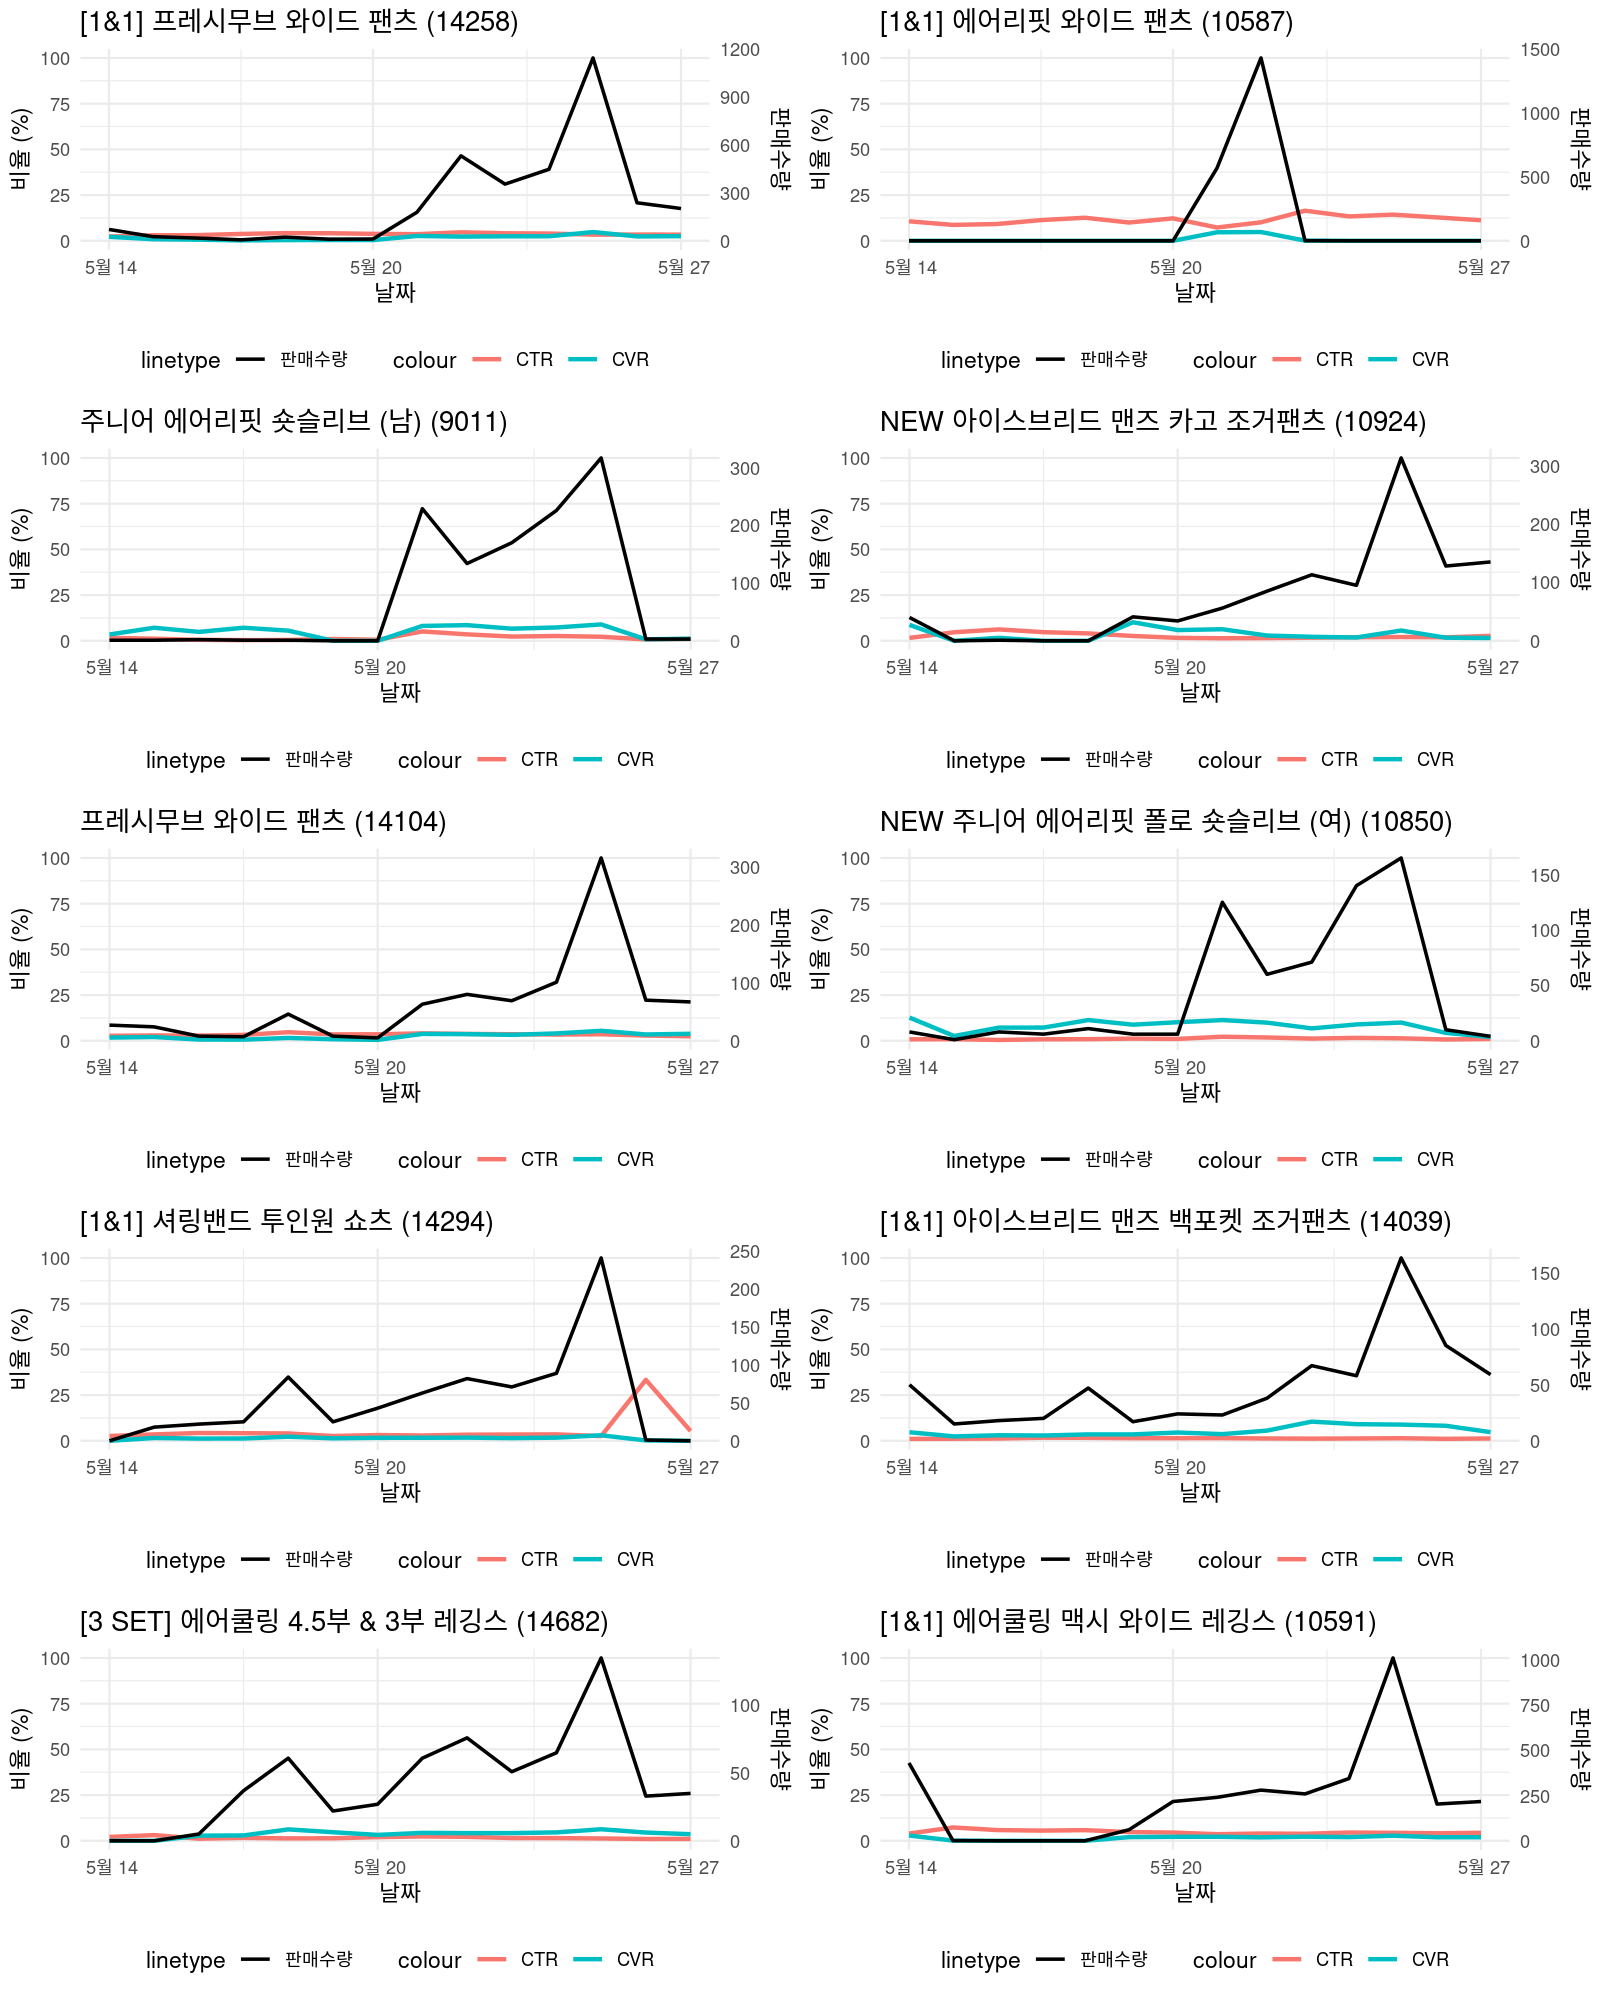 [1&1] 프레시무브 와이드 팬츠 (14258)
비율 (%)
100
75
50
25
0
1200
900
600
300
0
판매수량
5월 14
5월 20
5월 27
날짜
linetype 판매수량 colour CTR CVR
[1&1] 에어리핏 와이드 팬츠 (10587)
비율 (%)
100
75
50
25
0
1500
1000
500
0
판매수량
5월 14
5월 20
5월 27
날짜
linetype 판매수량 colour CTR CVR
주니어 에어리핏 숏슬리브 (남) (9011)
비율 (%)
100
75
50
25
0
300
200
100
0
판매수량
5월 14
5월 20
5월 27
날짜
linetype 판매수량 colour CTR CVR
NEW 아이스브리드 맨즈 카고 조거팬츠 (10924)
비율 (%)
100
75
50
25
0
300
200
100
0
판매수량
5월 14
5월 20
5월 27
날짜
linetype 판매수량 colour CTR CVR
프레시무브 와이드 팬츠 (14104)
비율 (%)
100
75
50
25
0
300
200
100
0
판매수량
5월 14
5월 20
5월 27
날짜
linetype 판매수량 colour CTR CVR
NEW 주니어 에어리핏 폴로 숏슬리브 (여) (10850)
비율 (%)
100
75
50
25
0
150
100
50
0
판매수량
5월 14
5월 20
5월 27
날짜
linetype 판매수량 colour CTR CVR
[1&1] 셔링밴드 투인원 쇼츠 (14294)
비율 (%)
100
75
50
25
0
250
200
150
100
50
0
판매수량
5월 14
5월 20
5월 27
날짜
linetype 판매수량 colour CTR CVR
[1&1] 아이스브리드 맨즈 백포켓 조거팬츠 (14039)
비율 (%)
100
75
50
25
0
150
100
50
0
판매수량
5월 14
5월 20
5월 27
날짜
linetype 판매수량 colour CTR CVR
[3 SET] 에어쿨링 4.5부 & 3부 레깅스 (14682)
비율 (%)
100
75
50
25
0
100
50
0
판매수량
5월 14
5월 20
5월 27
날짜
linetype 판매수량 colour CTR CVR
[1&1] 에어쿨링 맥시 와이드 레깅스 (10591)
비율 (%)
100
75
50
25
0
1000
750
500
250
0
판매수량
5월 14
5월 20
5월 27
날짜
linetype 판매수량 colour CTR CVR